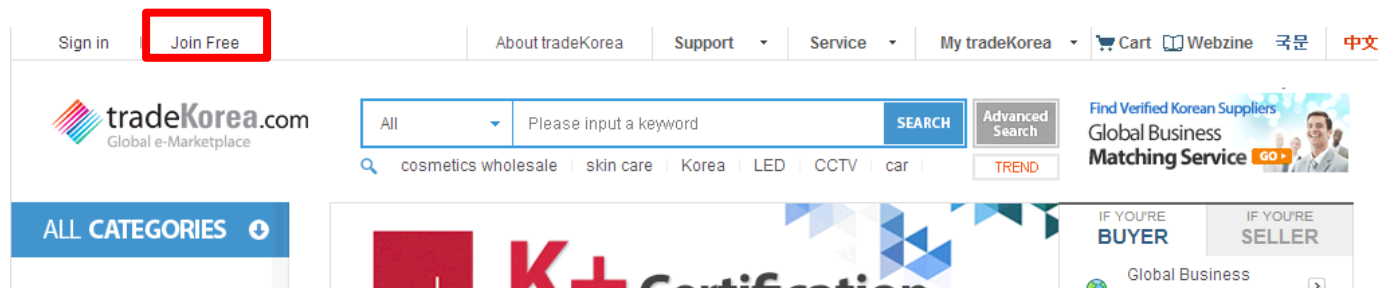 Sign in
Join Free
About tradeKorea
Support
Service
My tradeKorea
Cart
Webzine
국문
中文
tradeKorea.com
Global e-Marketplace
All
Please input a keyword
SEARCH
Advanced
Search
cosmetics wholesale
skin care
Korea
LED
CCTV
car
TREND
Find Verified Korean Suppliers
Global Business
Matching Service GO
ALL CATEGORIES
K+
Certification
IF YOU'RE
BUYER
IF YOU'RE
SELLER
Global Business